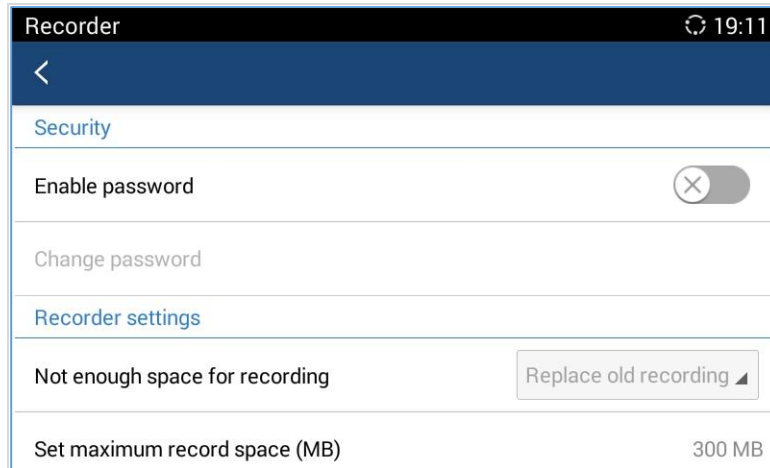 Recorder 19:11
Security
Enable password
Change password
Recorder settings
Not enough space for recording Replace old recording
Set maximum record space (MB) 300 MB